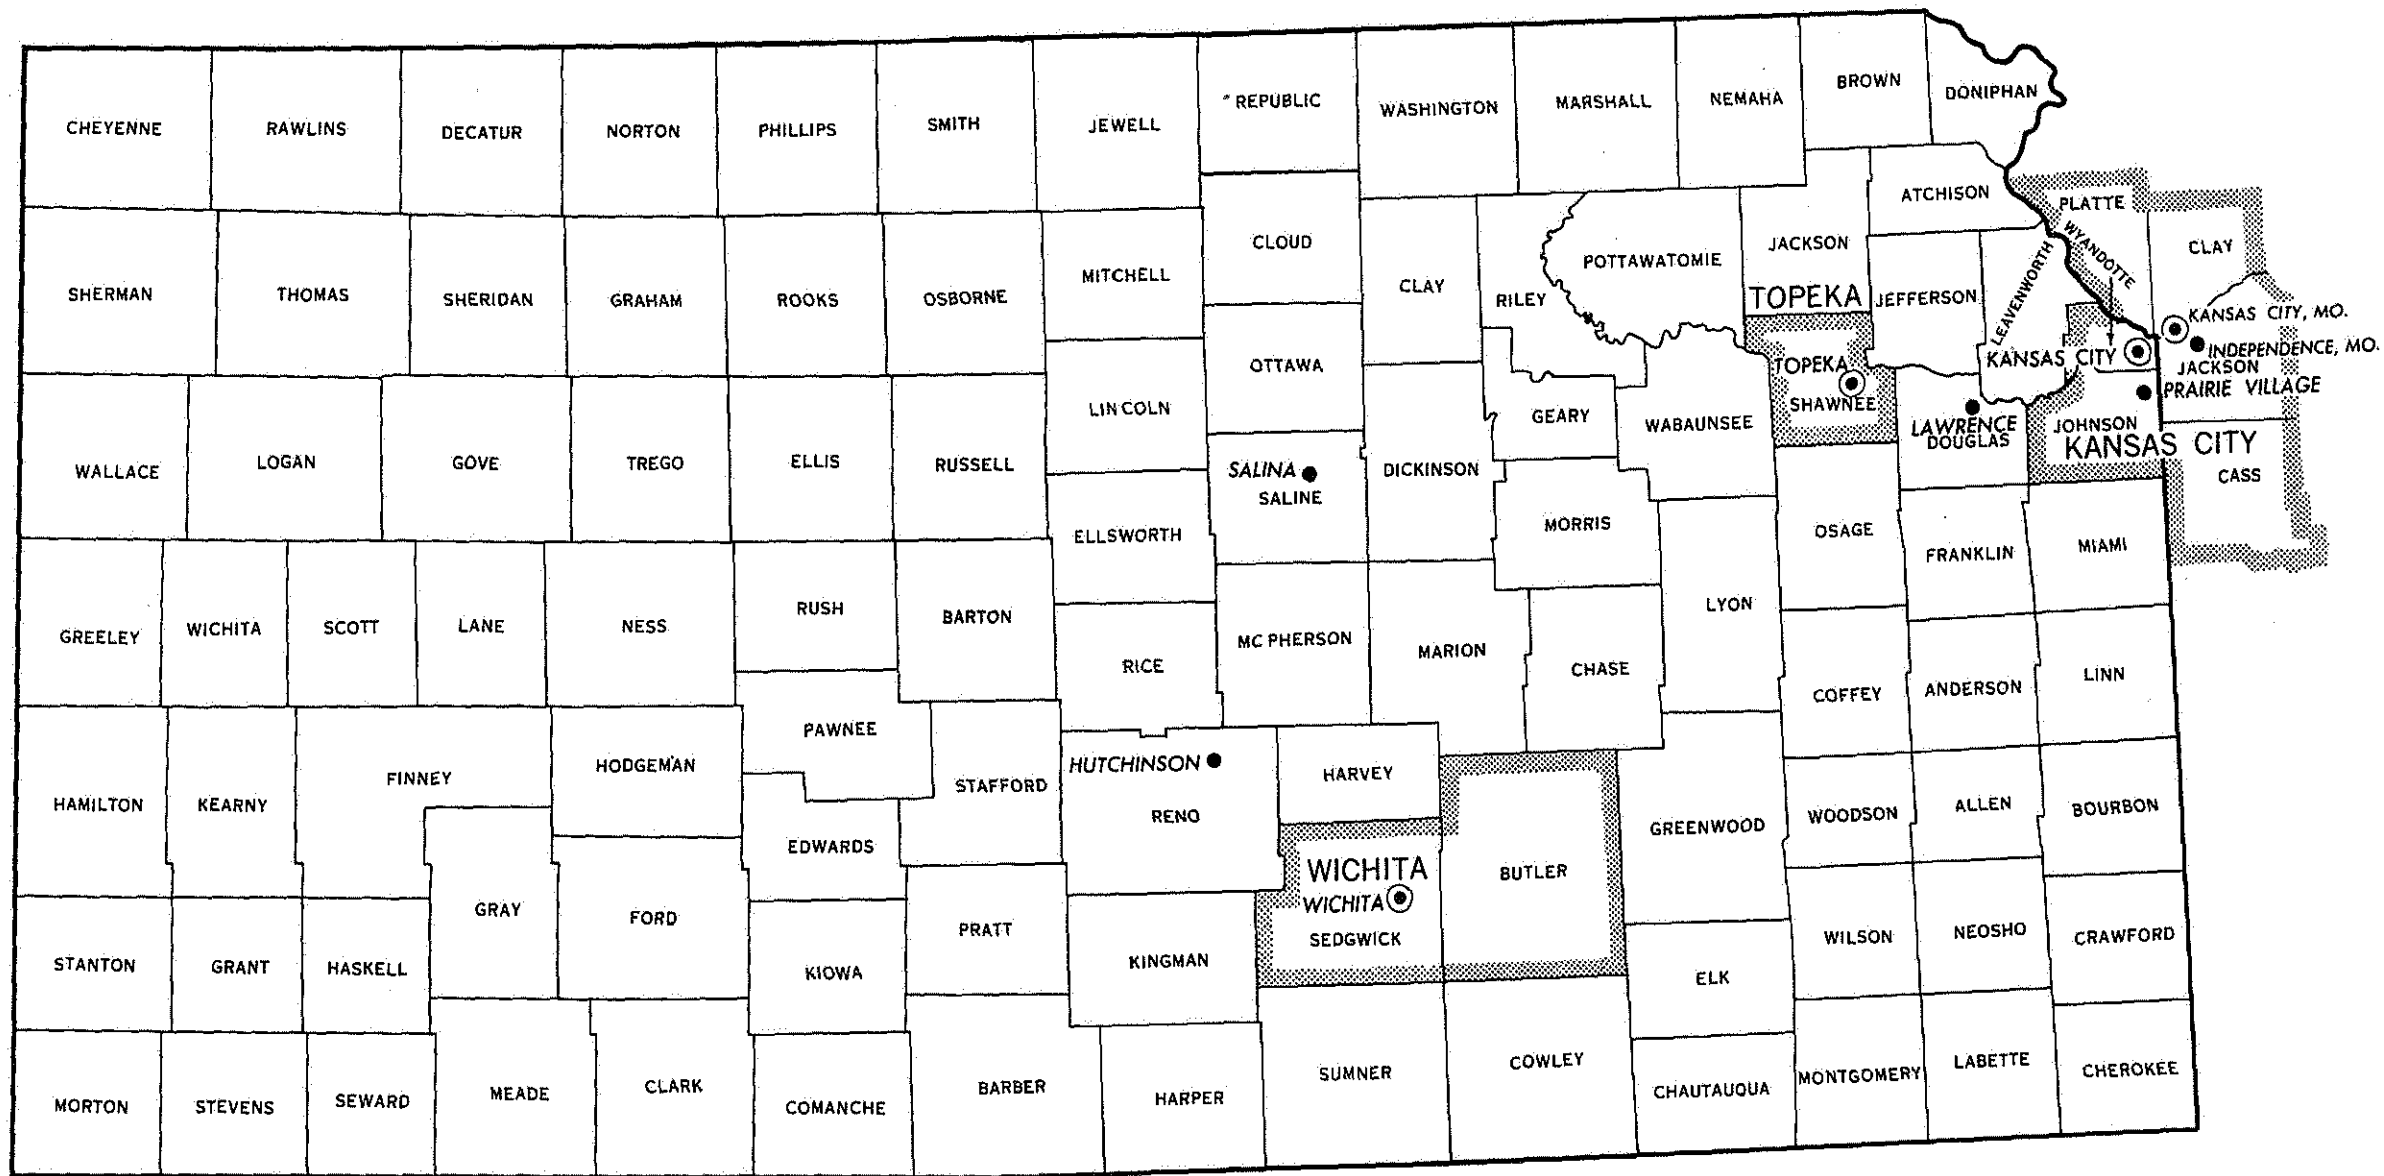 CHEYENNE
RAWLINS
DECATUR
NORTON
PHILLIPS
SMITH
JEWELL
REPUBLIC
WASHINGTON
MARSHALL
NEMAHA
BROWN
DONIPHAN
ATCHISON
PLATTE
WYANDOTTE
CLAY
SHERMAN
THOMAS
SHERIDAN
GRAHAM
ROOKS
OSBORNE
MITCHELL
CLOUD
CLAY
RILEY
POTTAWATOMIE
JACKSON
TOPEKA
JEFFERSON
LEAVENWORTH
KANSAS CITY, MO.
INDEPENDENCE, MO.
JACKSON
KANSAS CITY
PRAIRIE VILLAGE
LINCOLN
OTTAWA
GEARY
WABAUNSEE
TOPEKA
SHAWNEE
LAWRENCE
DOUGLAS
JOHNSON
KANSAS CITY
CASS
WALLACE
LOGAN
GOVE
TREGO
ELLIS
RUSSELL
ELLSWORTH
SALINA
SALINE
DICKINSON
MORRIS
OSAGE
FRANKLIN
MIAMI
GREELEY
WICHITA
SCOTT
LANE
NESS
RUSH
BARTON
RICE
MC PHERSON
MARION
CHASE
LYON
COFFEY
ANDERSON
LINN
HAMILTON
KEARNY
FINNEY
HODGEMAN
PAWNEE
STAFFORD
HUTCHINSON
RENO
HARVEY
EDWARDS
GREENWOOD
WOODSON
ALLEN
BOURBON
WICHITA
WICHITA
SEDGWICK
BUTLER
STANTON
GRANT
HASKELL
GRAY
FORD
KIOWA
PRATT
KINGMAN
ELK
WILSON
NEOSHO
CRAWFORD
MORTON
STEVENS
SEWARD
MEADE
CLARK
COMANCHE
BARBER
HARPER
SUMNER
COWLEY
CHAUTAUQUA
MONTGOMERY
LABETTE
CHEROKEE